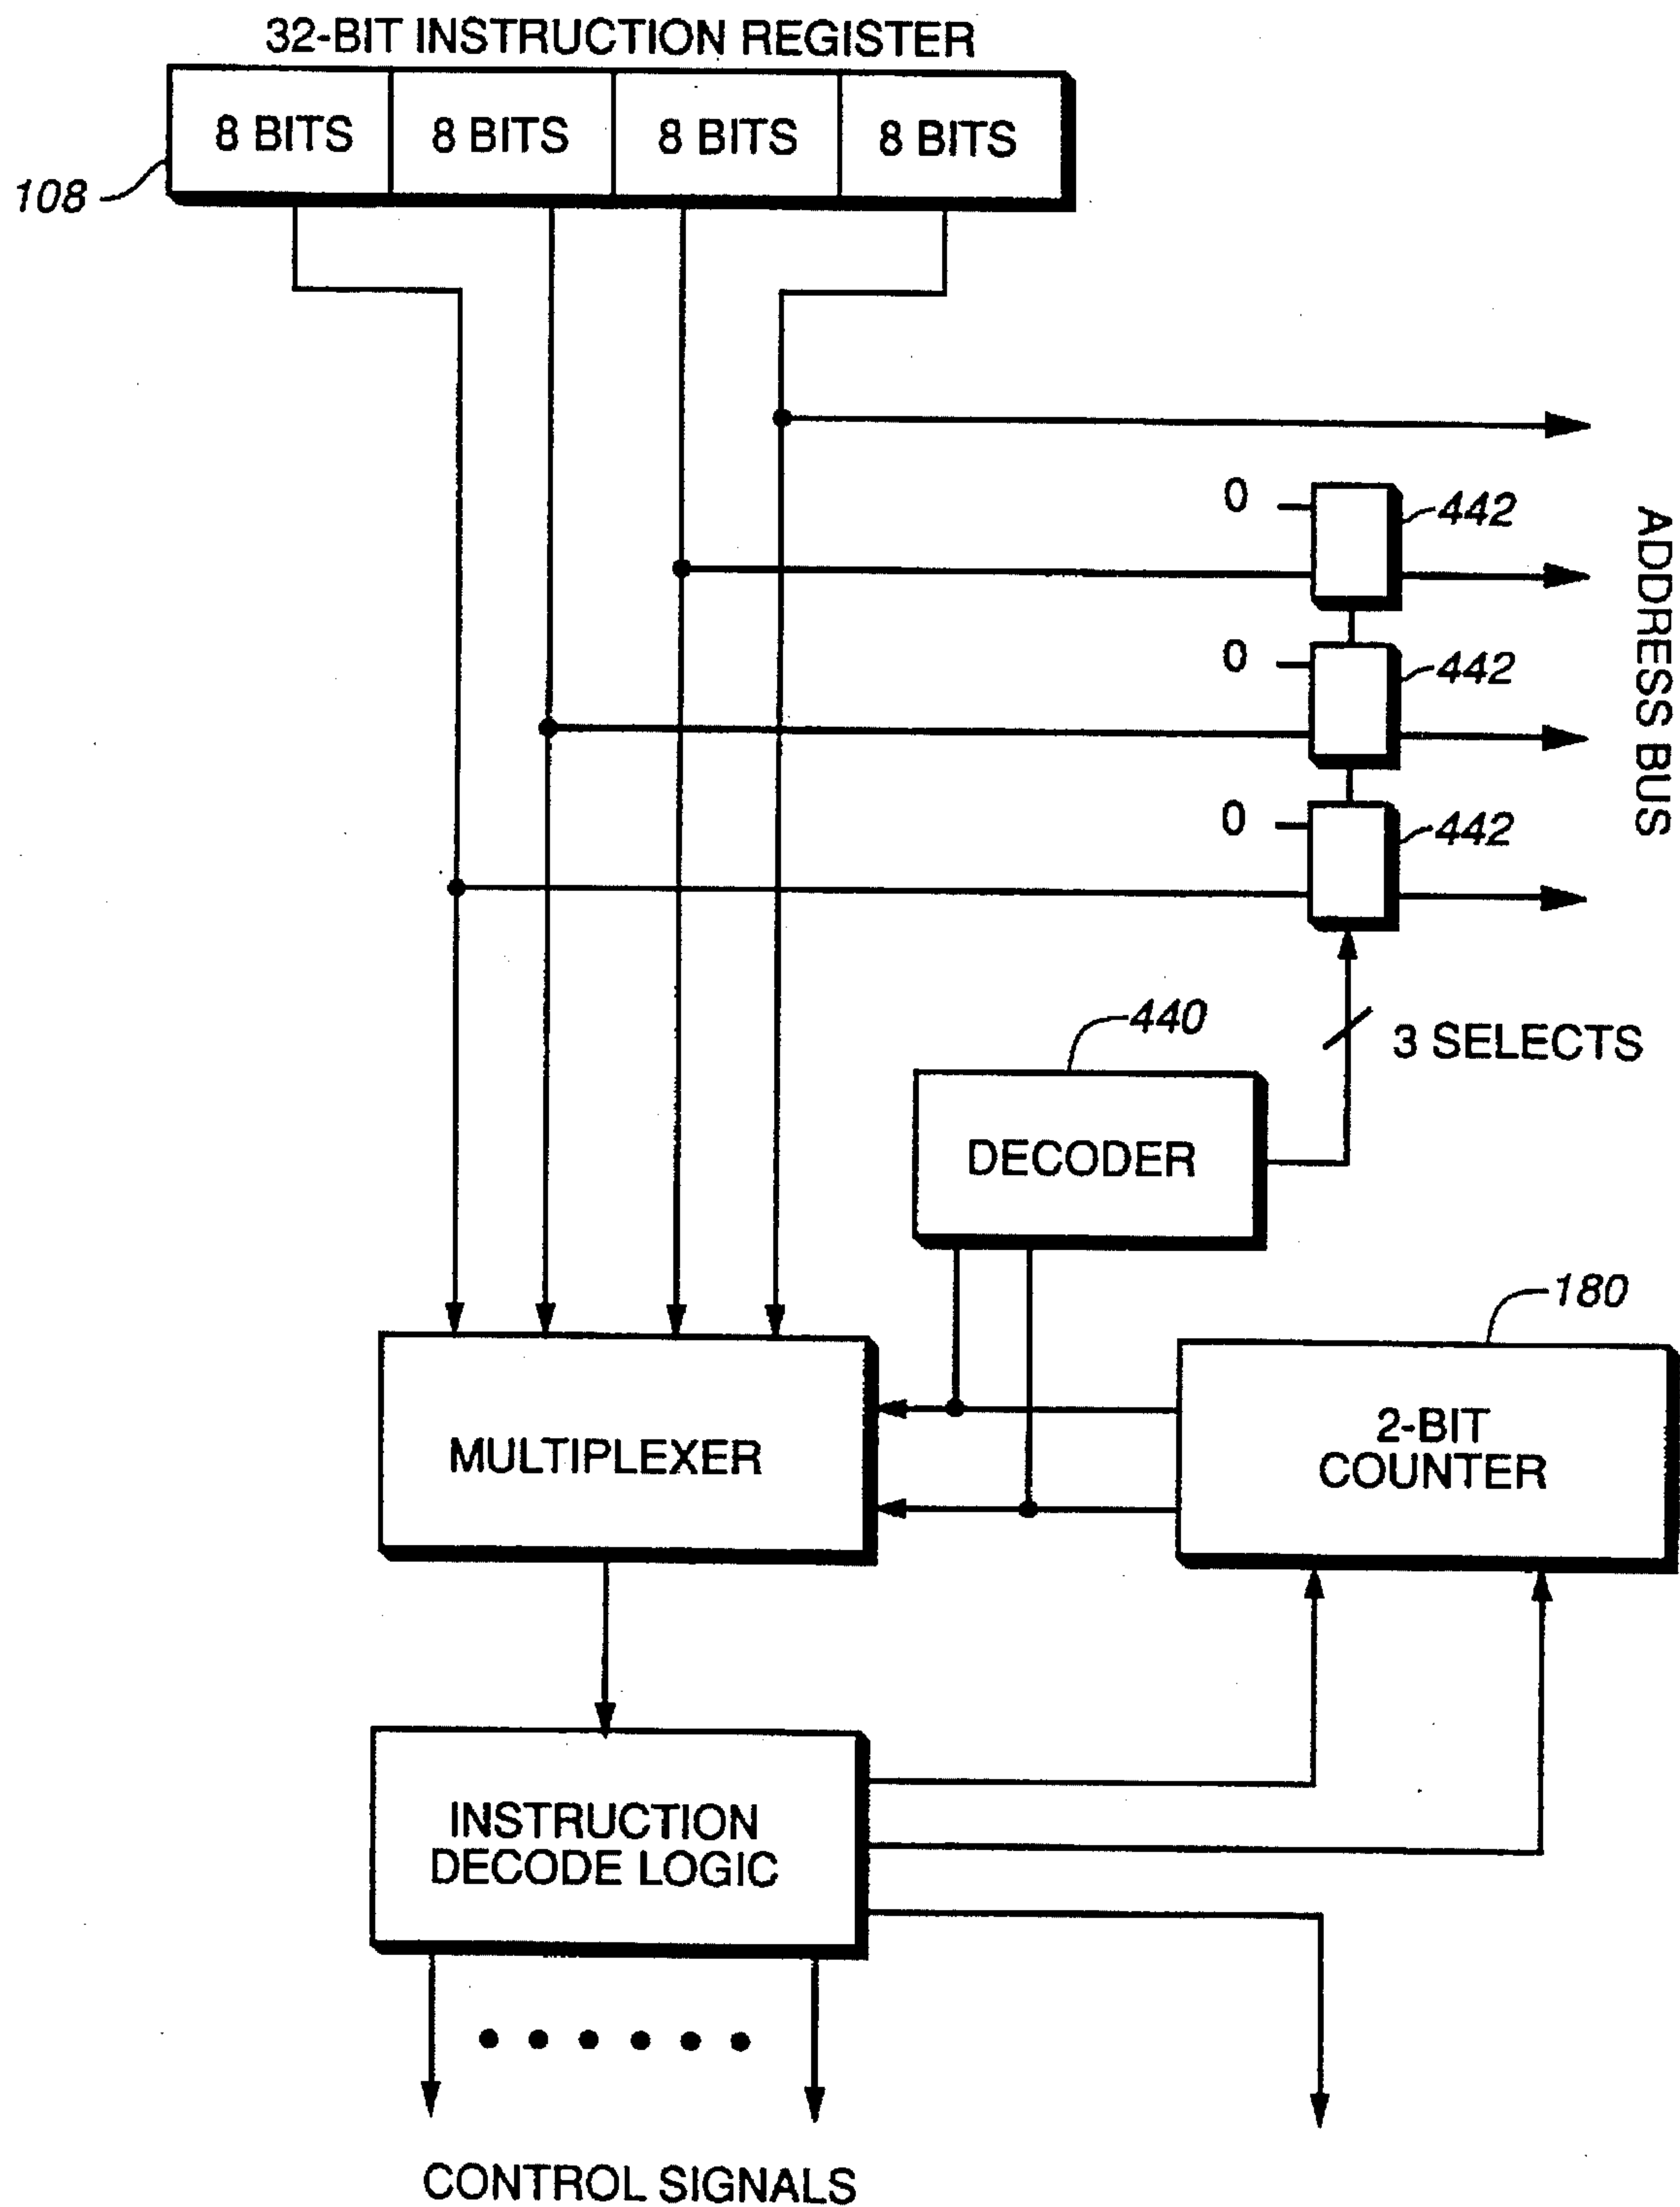 32-BIT INSTRUCTION REGISTER
8 BITS 8 BITS 8 BITS 8 BITS
108
0 442
0 442
0 442
ADDRESS BUS
440
3 SELECTS
DECODER
180
MULTIPLEXER
2-BIT
COUNTER
INSTRUCTION
DECODE LOGIC
CONTROL SIGNALS